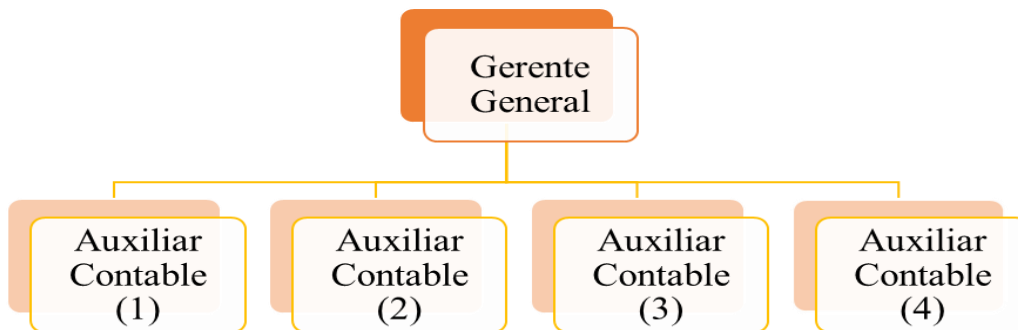 Gerente
General
Auxiliar
Contable
(1)
Auxiliar
Contable
(2)
Auxiliar
Contable
(3)
Auxiliar
Contable
(4)